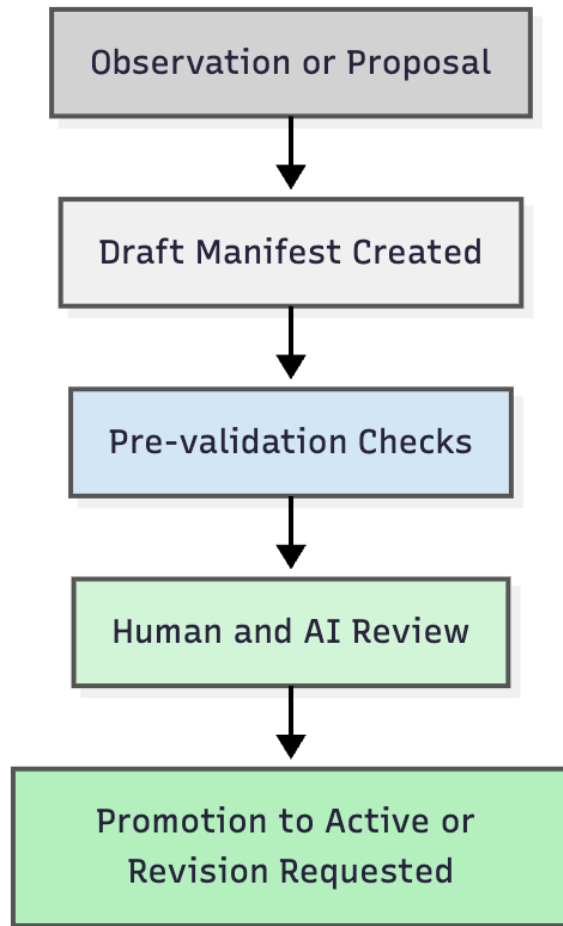 Observation or Proposal
Draft Manifest Created
Pre-validation Checks
Human and AI Review
Promotion to Active or
Revision Requested